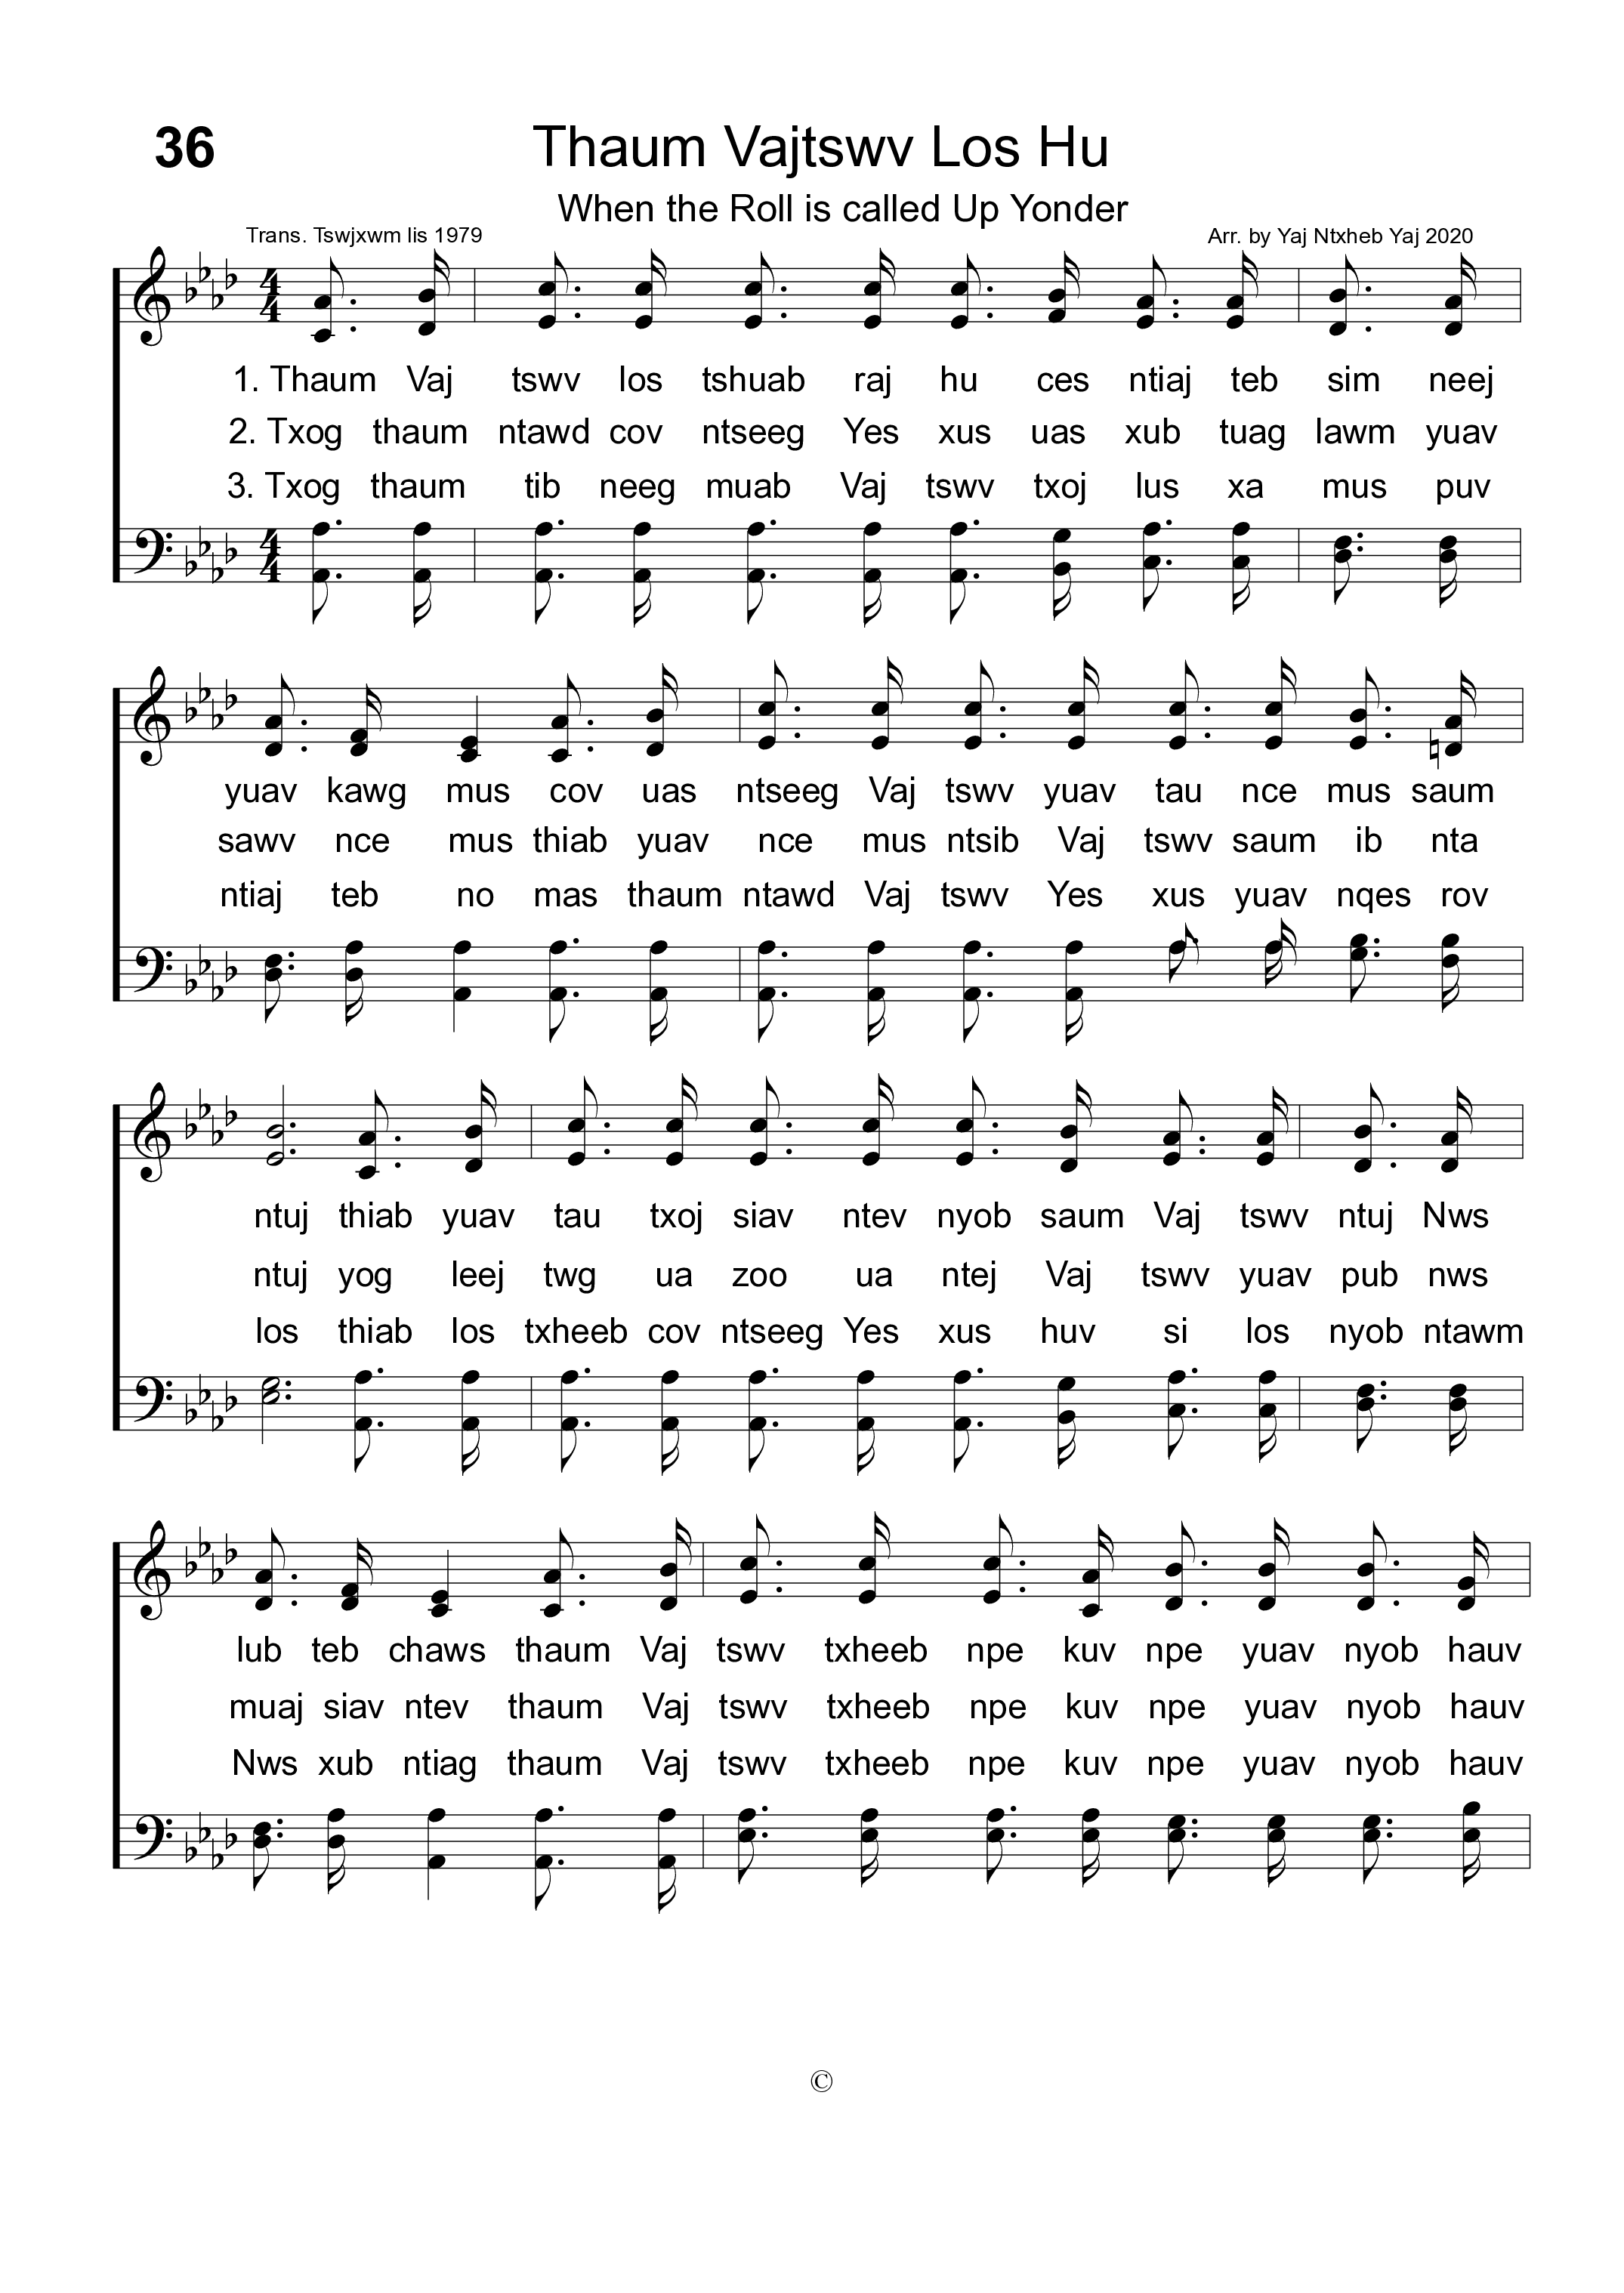 36
Thaum Vajtswv Los Hu
When the Roll is called Up Yonder
Trans. Tswjxwm lis 1979
Arr. by Yaj Ntxheb Yaj 2020
1. Thaum Vaj tswv los tshuab raj hu ces ntiaj teb sim neej
2. Txog thaum ntawd cov ntseeg Yes xus uas xub tuag lawm yuav
3. Txog thaum tib neeg muab Vaj tswv txoj lus xa mus puv
yuav kawg mus cov uas ntseeg Vaj tswv yuav tau nce mus saum
sawv nce mus thiab yuav nce mus ntsib Vaj tswv saum ib nta
ntiaj teb no mas thaum ntawd Vaj tswv Yes xus yuav nqes rov
ntuj thiab yuav tau txoj siav ntev nyob saum Vaj tswv ntuj Nws
ntuj yog leej twg ua zoo ua ntej Vaj tswv yuav pub nws
los thiab los txheeb cov ntseeg Yes xus huv si los nyob ntawm
lub teb chaws thaum Vaj tswv txheeb npe kuv npe yuav nyob hauv
muaj siav ntev thaum Vaj tswv txheeb npe kuv npe yuav nyob hauv
Nws xub ntiag thaum Vaj tswv txheeb npe kuv npe yuav nyob hauv
©